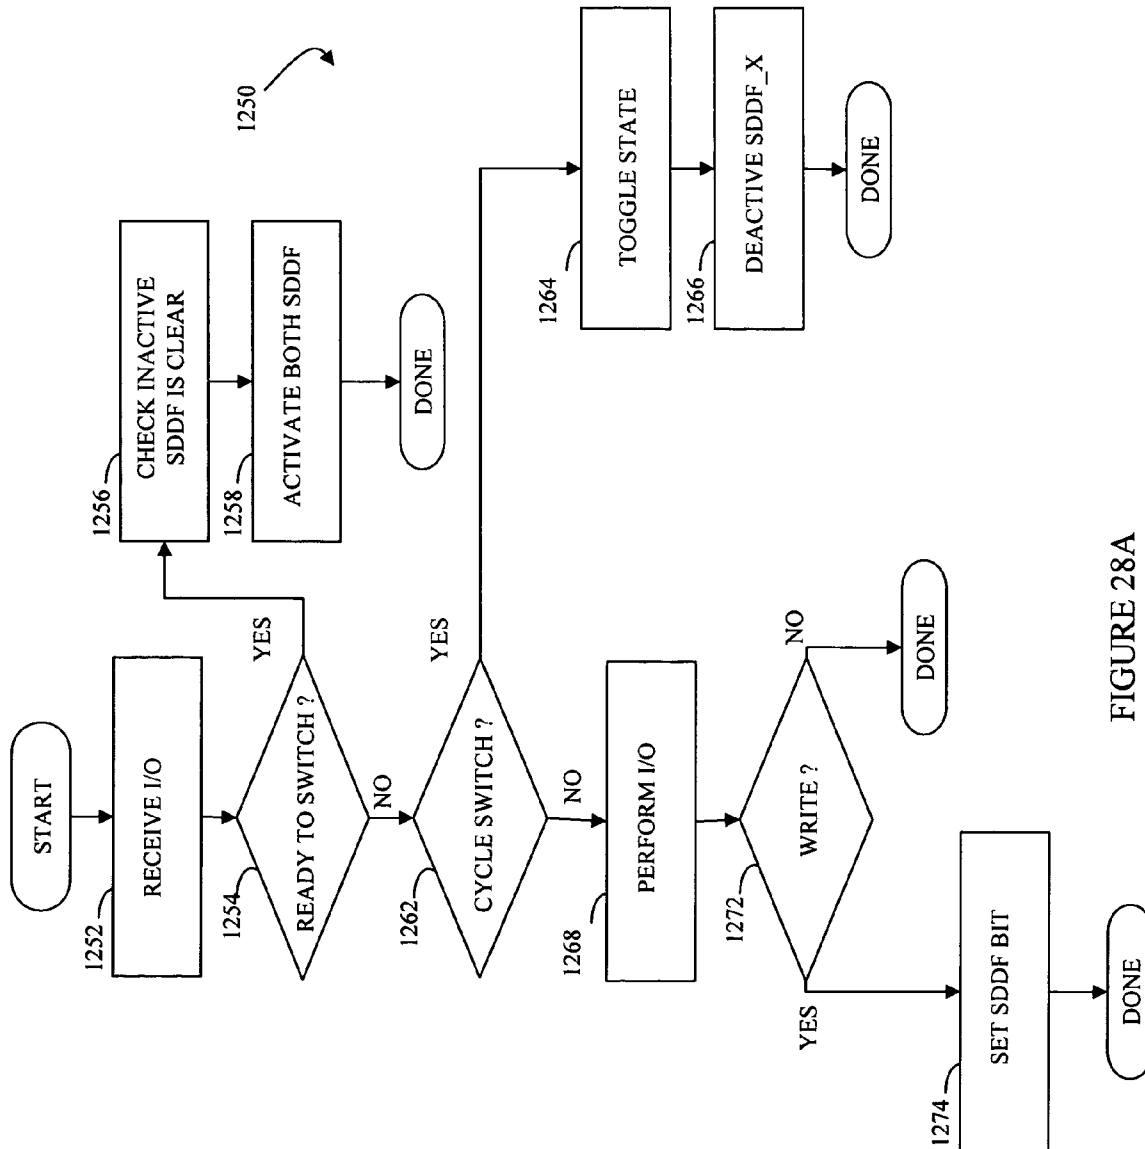 1250
START
1252
RECEIVE I/O
1254
READY TO SWITCH ?
YES
NO
1256
CHECK INACTIVE
SDDF IS CLEAR
1258
ACTIVATE BOTH SDDF
DONE
1262
CYCLE SWITCH ?
YES
NO
1264
TOGGLE STATE
1266
DEACTIVE SDDF_X
DONE
1268
PERFORM I/O
1272
WRITE ?
NO
DONE
YES
1274
SET SDDF BIT
DONE
FIGURE 28A